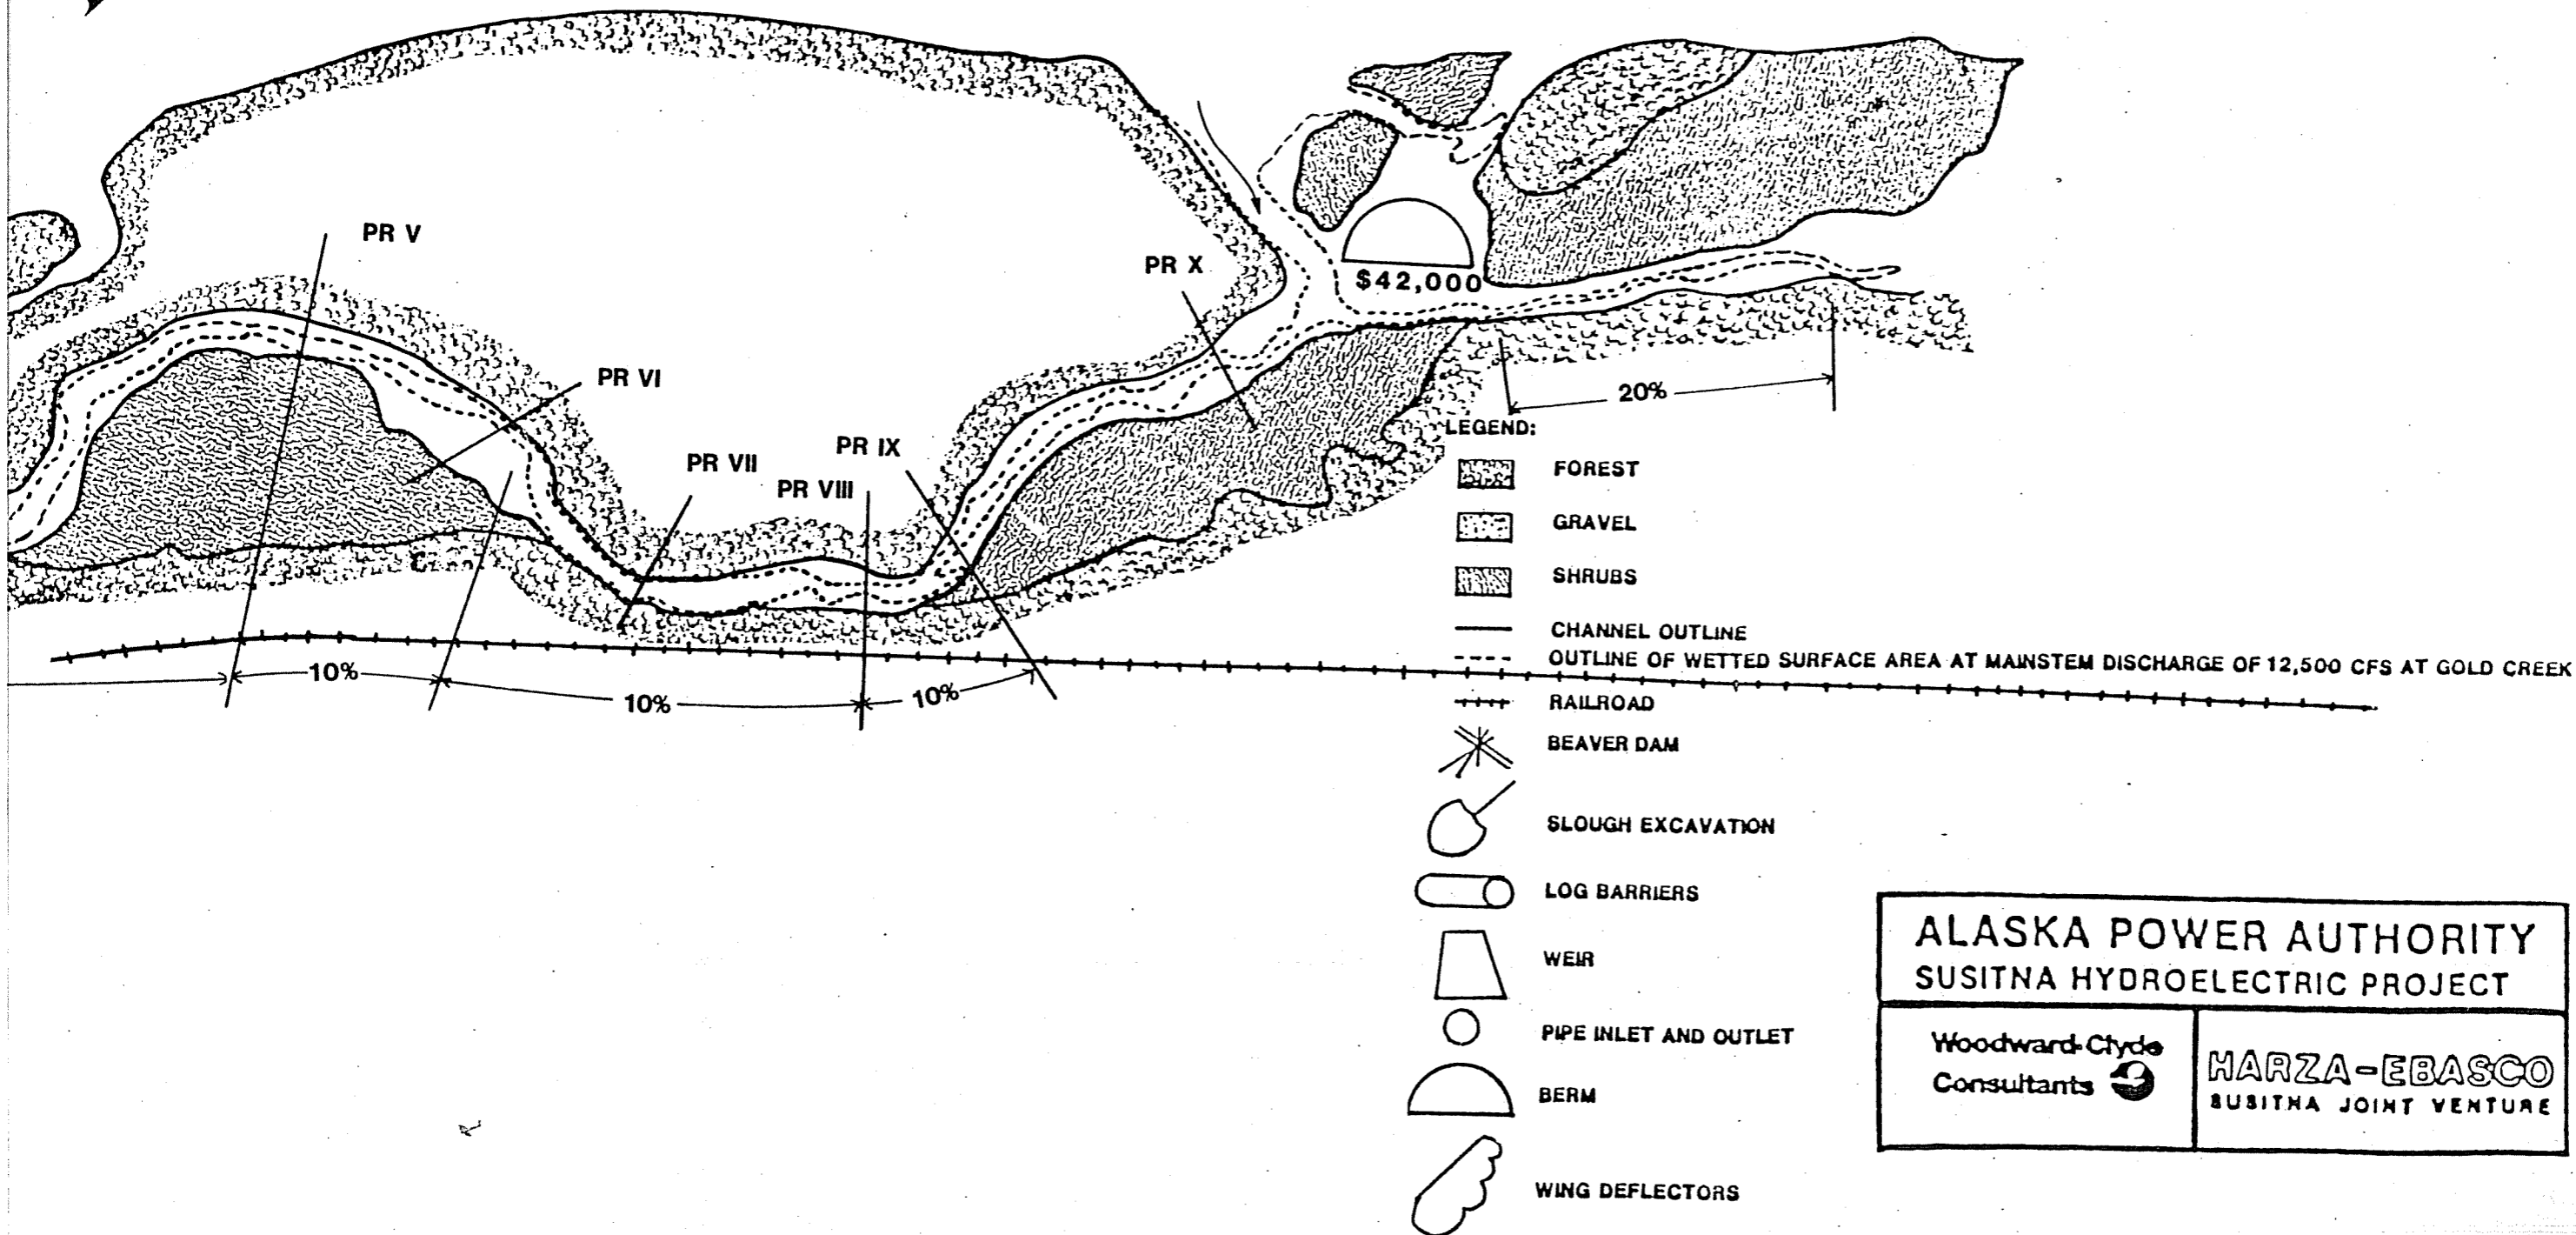 PR V
PR VI
PR VII
PR VIII
PR IX
PR X
$42,000
20%
10%
10%
10%
LEGEND:
FOREST
GRAVEL
SHRUBS
CHANNEL OUTLINE
OUTLINE OF WETTED SURFACE AREA AT MAINSTEM DISCHARGE OF 12,500 CFS AT GOLD CREEK
RAILROAD
BEAVER DAM
SLOUGH EXCAVATION
LOG BARRIERS
WEIR
PIPE INLET AND OUTLET
BERM
WING DEFLECTORS
ALASKA POWER AUTHORITY
SUSITNA HYDROELECTRIC PROJECT
Woodward-Clyde
Consultants
HARZA-EBASCO
SUSITNA JOINT VENTURE